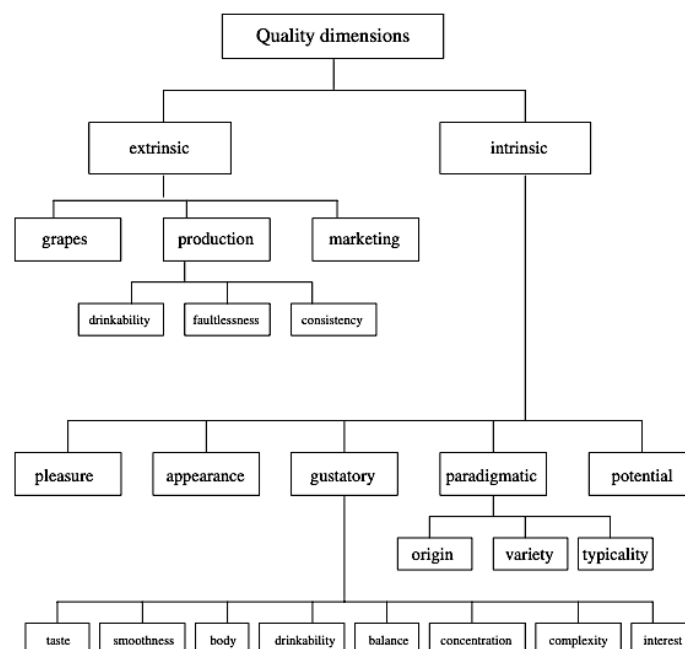 Quality dimensions
extrinsic
intrinsic
grapes
production
marketing
drinkability
faultlessness
consistency
pleasure
appearance
gustatory
paradigmatic
potential
origin
variety
typicality
taste
smoothness
body
drinkability
balance
concentration
complexity
interest